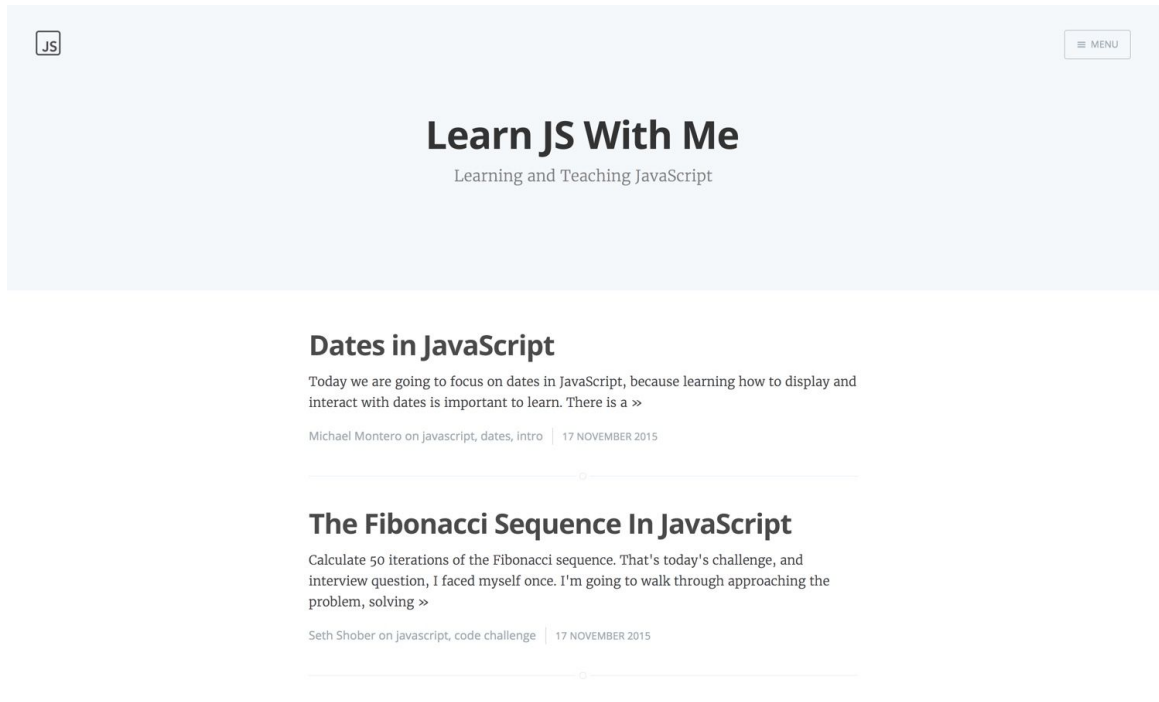 JS
≡ MENU
Learn JS With Me
Learning and Teaching JavaScript
Dates in JavaScript
Today we are going to focus on dates in JavaScript, because learning how to display and
interact with dates is important to learn. There is a »
Michael Montero on javascript, dates, intro | 17 NOVEMBER 2015
The Fibonacci Sequence In JavaScript
Calculate 50 iterations of the Fibonacci sequence. That's today's challenge, and
interview question, I faced myself once. I'm going to walk through approaching the
problem, solving »
Seth Shober on javascript, code challenge | 17 NOVEMBER 2015